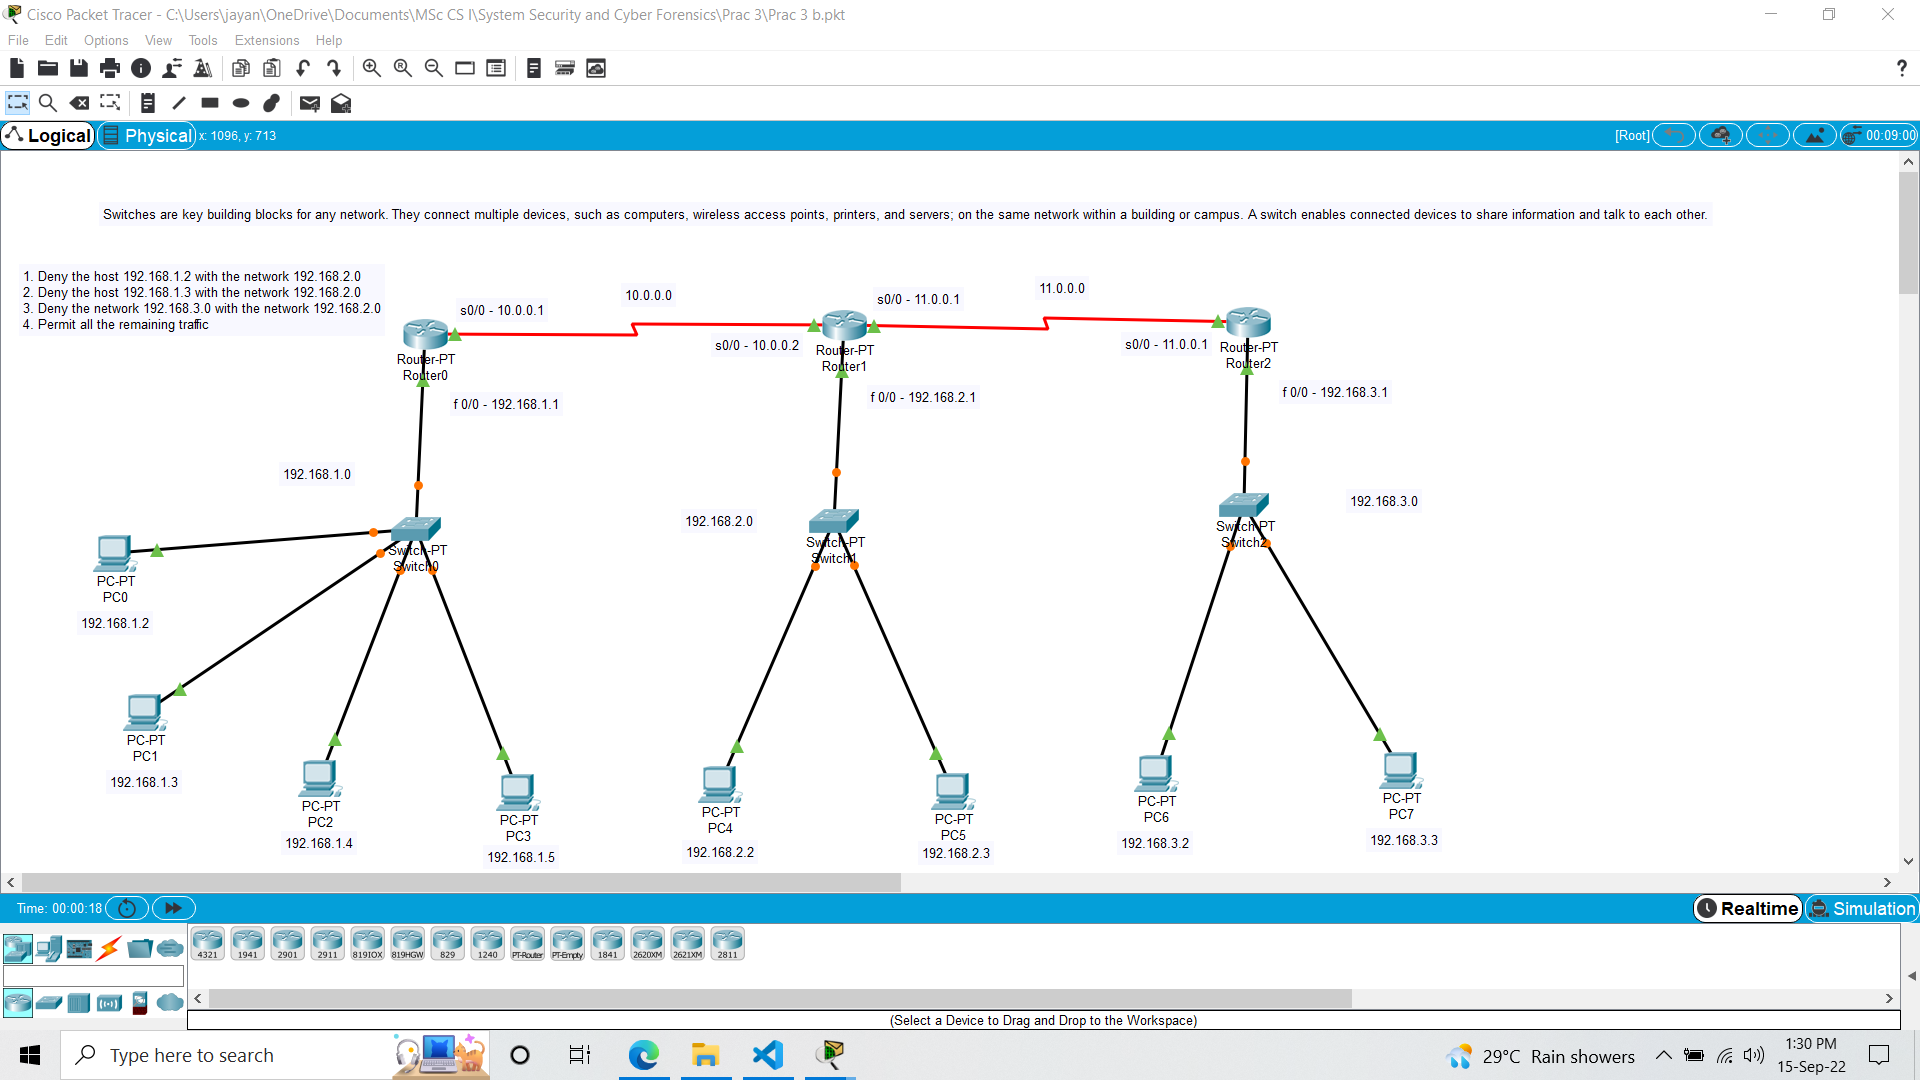 Cisco Packet Tracer - C:\Users\jayan\OneDrive\Documents\MSc CS I\System Security and Cyber Forensics\Prac 3\Prac 3 b.pkt
File Edit Options View Tools Extensions Help
?
Logical Physical x: 1096, y: 713 [Root] 00:09:00
Switches are key building blocks for any network. They connect multiple devices, such as computers, wireless access points, printers, and servers; on the same network within a building or campus. A switch enables connected devices to share information and talk to each other.
1. Deny the host 192.168.1.2 with the network 192.168.2.0
2. Deny the host 192.168.1.3 with the network 192.168.2.0
3. Deny the network 192.168.3.0 with the network 192.168.2.0
4. Permit all the remaining traffic
s0/0 - 10.0.0.1
10.0.0.0
s0/0 - 11.0.0.1
11.0.0.0
Router-PT
Router0
s0/0 - 10.0.0.2
Router-PT
Router1
s0/0 - 11.0.0.1
Router-PT
Router2
f 0/0 - 192.168.1.1
f 0/0 - 192.168.2.1
f 0/0 - 192.168.3.1
192.168.1.0
192.168.2.0
192.168.3.0
Switch-PT
Switch0
Switch-PT
Switch1
Switch-PT
Switch2
PC-PT
PC0
192.168.1.2
PC-PT
PC1
192.168.1.3
PC-PT
PC2
192.168.1.4
PC-PT
PC3
192.168.1.5
PC-PT
PC4
192.168.2.2
PC-PT
PC5
192.168.2.3
PC-PT
PC6
192.168.3.2
PC-PT
PC7
192.168.3.3
Time: 00:00:18 Realtime Simulation
4321 1941 2901 2911 819IOX 819HGW 829 1240 PT-Router PT-Empty 1841 2620XM 2621XM 2811
(Select a Device to Drag and Drop to the Workspace)
Type here to search
29°C Rain showers
1:30 PM
15-Sep-22